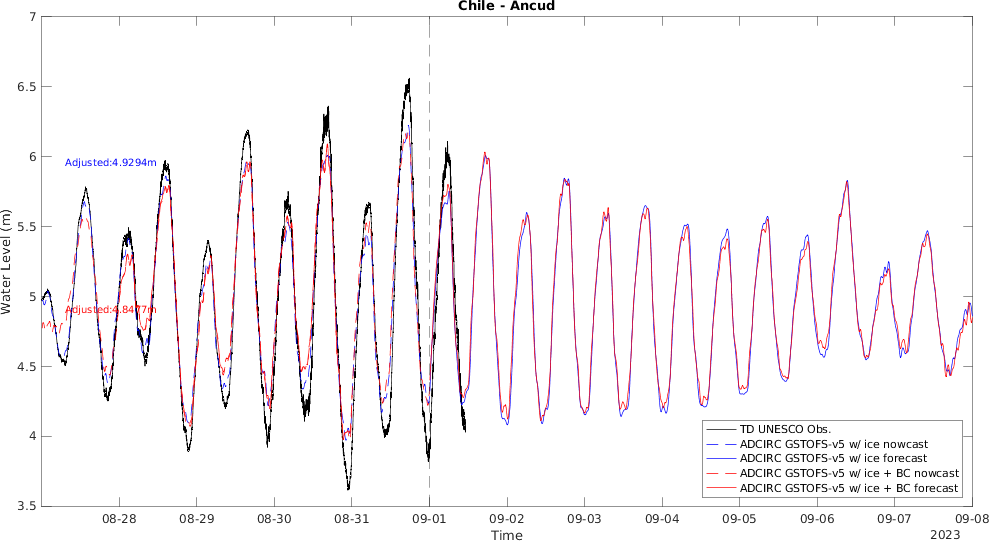 Chile - Ancud
7
6.5
6
5.5
5
4.5
4
3.5
Water Level (m)
Adjusted:4.9294m
Adjusted:4.8477m
TD UNESCO Obs.
ADCIRC GSTOFS-v5 w/ ice nowcast
ADCIRC GSTOFS-v5 w/ ice forecast
ADCIRC GSTOFS-v5 w/ ice + BC nowcast
ADCIRC GSTOFS-v5 w/ ice + BC forecast
08-28 08-29 08-30 08-31 09-01 09-02 09-03 09-04 09-05 09-06 09-07 09-08
Time
2023